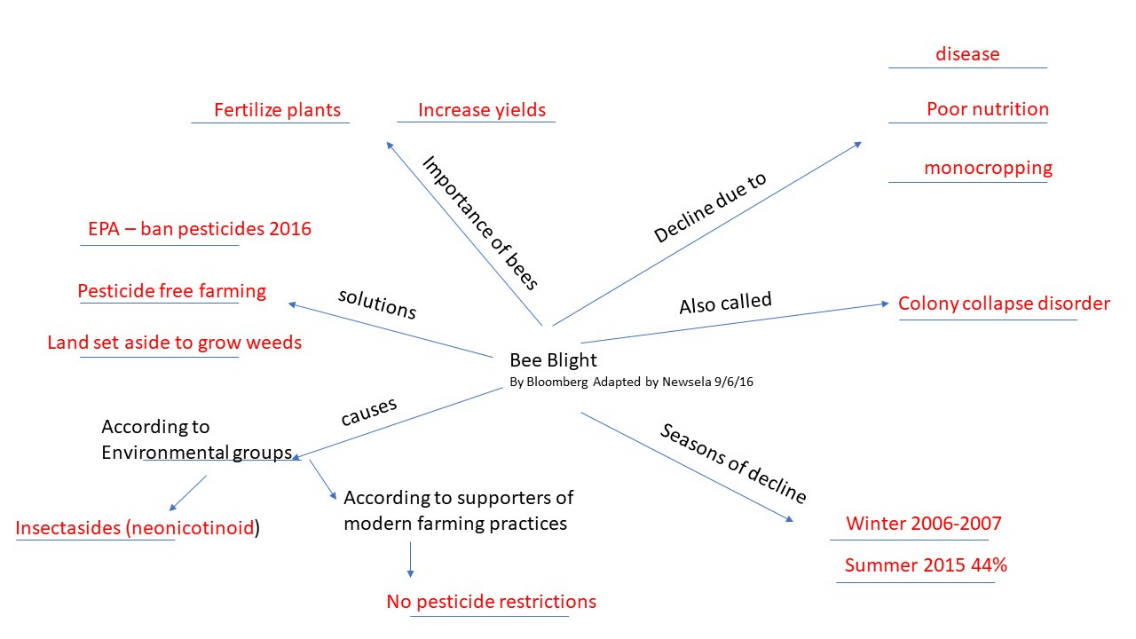 disease
Fertilize plants
Increase yields
Poor nutrition
monocropping
Importance of bees
Decline due to
EPA – ban pesticides 2016
Pesticide free farming
solutions
Also called
Colony collapse disorder
Land set aside to grow weeds
Bee Blight
By Bloomberg Adapted by Newsela 9/6/16
causes
According to
Environmental groups
Seasons of decline
According to supporters of
modern farming practices
Insectasides (neonicotinoid)
Winter 2006-2007
Summer 2015 44%
No pesticide restrictions